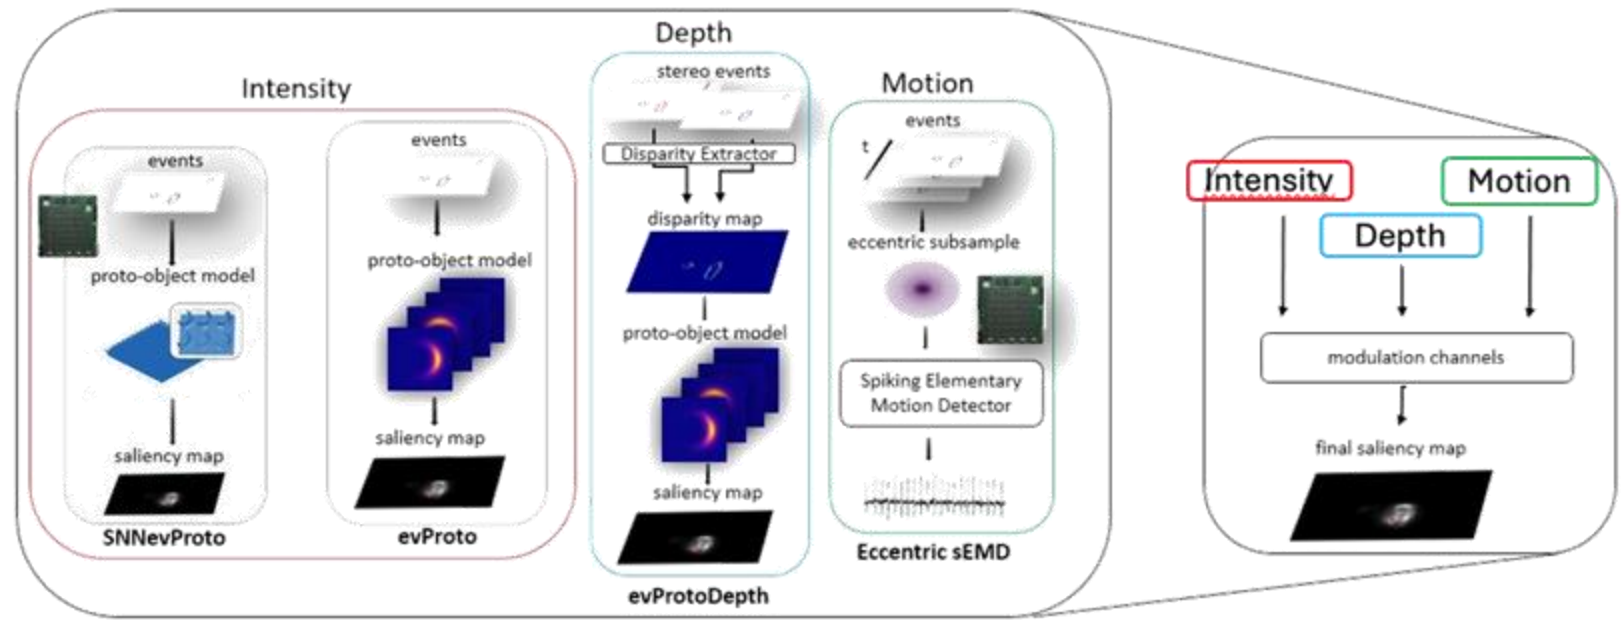 Intensity
events
proto-object model
saliency map
SNNevProto
events
proto-object model
saliency map
evProto
Depth
stereo events
Disparity Extractor
disparity map
proto-object model
saliency map
evProtoDepth
Motion
events
t
eccentric subsample
Spiking Elementary
Motion Detector
Eccentric sEMD
Intensity
Motion
Depth
modulation channels
final saliency map